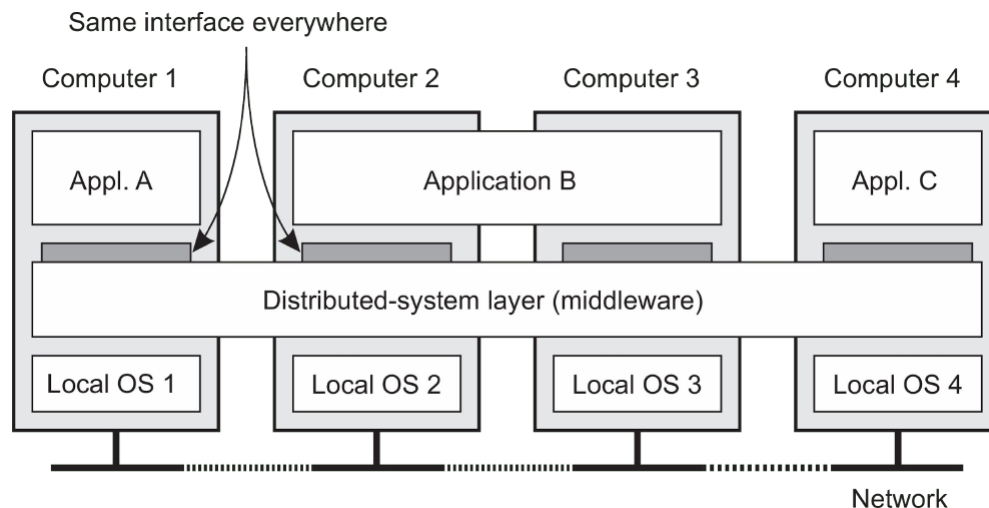 Same interface everywhere
Computer 1
Computer 2
Computer 3
Computer 4
Appl. A
Application B
Appl. C
Distributed-system layer (middleware)
Local OS 1
Local OS 2
Local OS 3
Local OS 4
Network